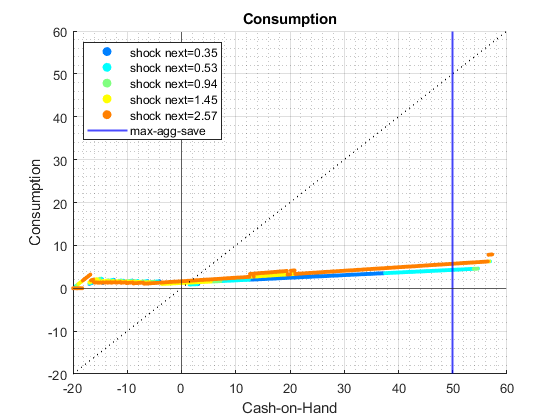 Consumption
60
50
40
30
20
10
0
-10
-20
Consumption
shock next=0.35
shock next=0.53
shock next=0.94
shock next=1.45
shock next=2.57
max-agg-save
-20
-10
0
10
20
30
40
50
60
Cash-on-Hand